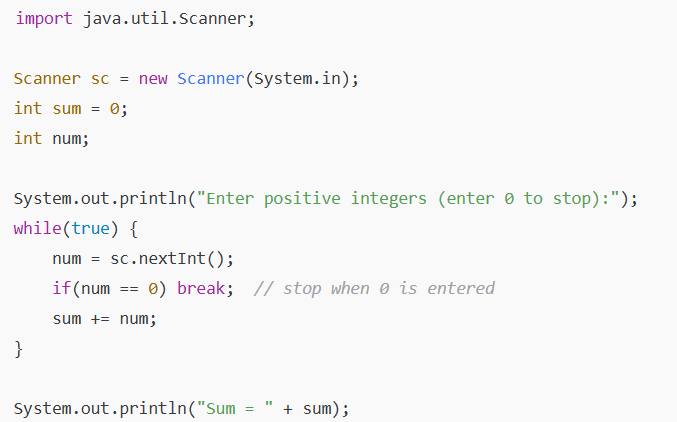 import java.util.Scanner;
Scanner sc = new Scanner(System.in);
int sum = 0;
int num;
System.out.println("Enter positive integers (enter 0 to stop):");
while(true) {
    num = sc.nextInt();
    if(num == 0) break;  // stop when 0 is entered
    sum += num;
}
System.out.println("Sum = " + sum);